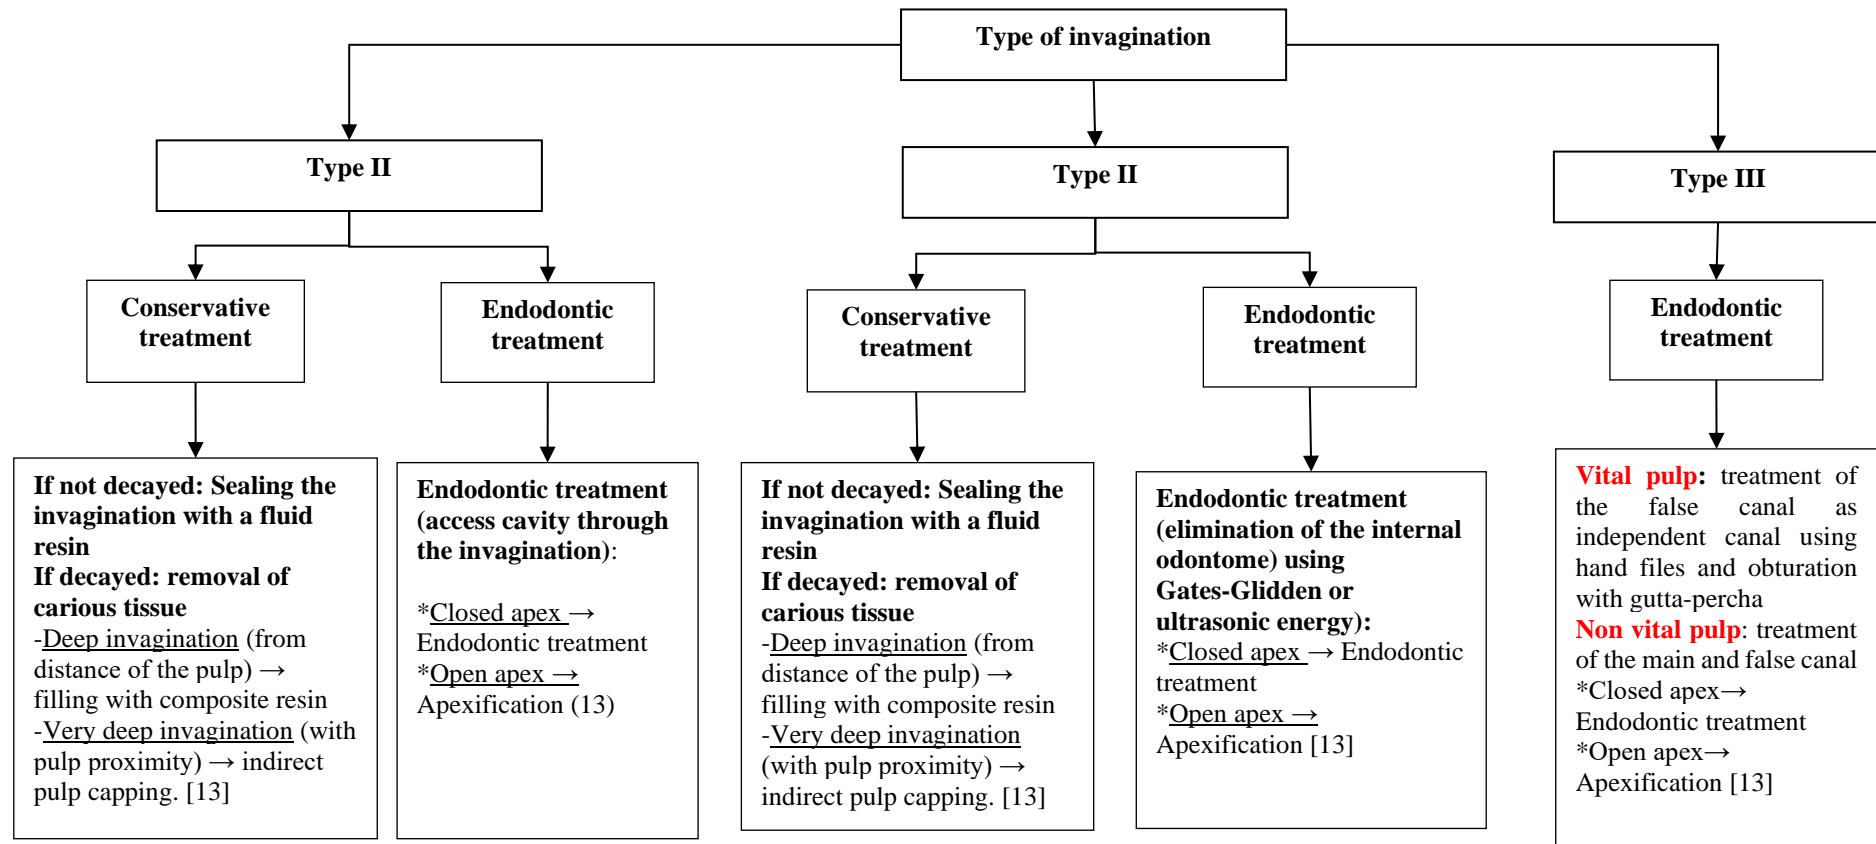 Type of invagination
Type II
Type II
Type III
Conservative
treatment
Endodontic
treatment
Conservative
treatment
Endodontic
treatment
Endodontic
treatment
If not decayed: Sealing the
invagination with a fluid
resin
If decayed: removal of
carious tissue
-Deep invagination (from
distance of the pulp) →
filling with composite resin
-Very deep invagination (with
pulp proximity) → indirect
pulp capping. [13]
Endodontic treatment
(access cavity through
the invagination):
*Closed apex →
Endodontic treatment
*Open apex →
Apexification (13)
If not decayed: Sealing the
invagination with a fluid
resin
If decayed: removal of
carious tissue
-Deep invagination (from
distance of the pulp) →
filling with composite resin
-Very deep invagination
(with pulp proximity) →
indirect pulp capping. [13]
Endodontic treatment
(elimination of the internal
odontome) using
Gates-Glidden or
ultrasonic energy):
*Closed apex → Endodontic
treatment
*Open apex →
Apexification [13]
Vital pulp: treatment of
the false canal as
independent canal using
hand files and obturation
with gutta-percha
Non vital pulp: treatment
of the main and false canal
*Closed apex→
Endodontic treatment
*Open apex→
Apexification [13]